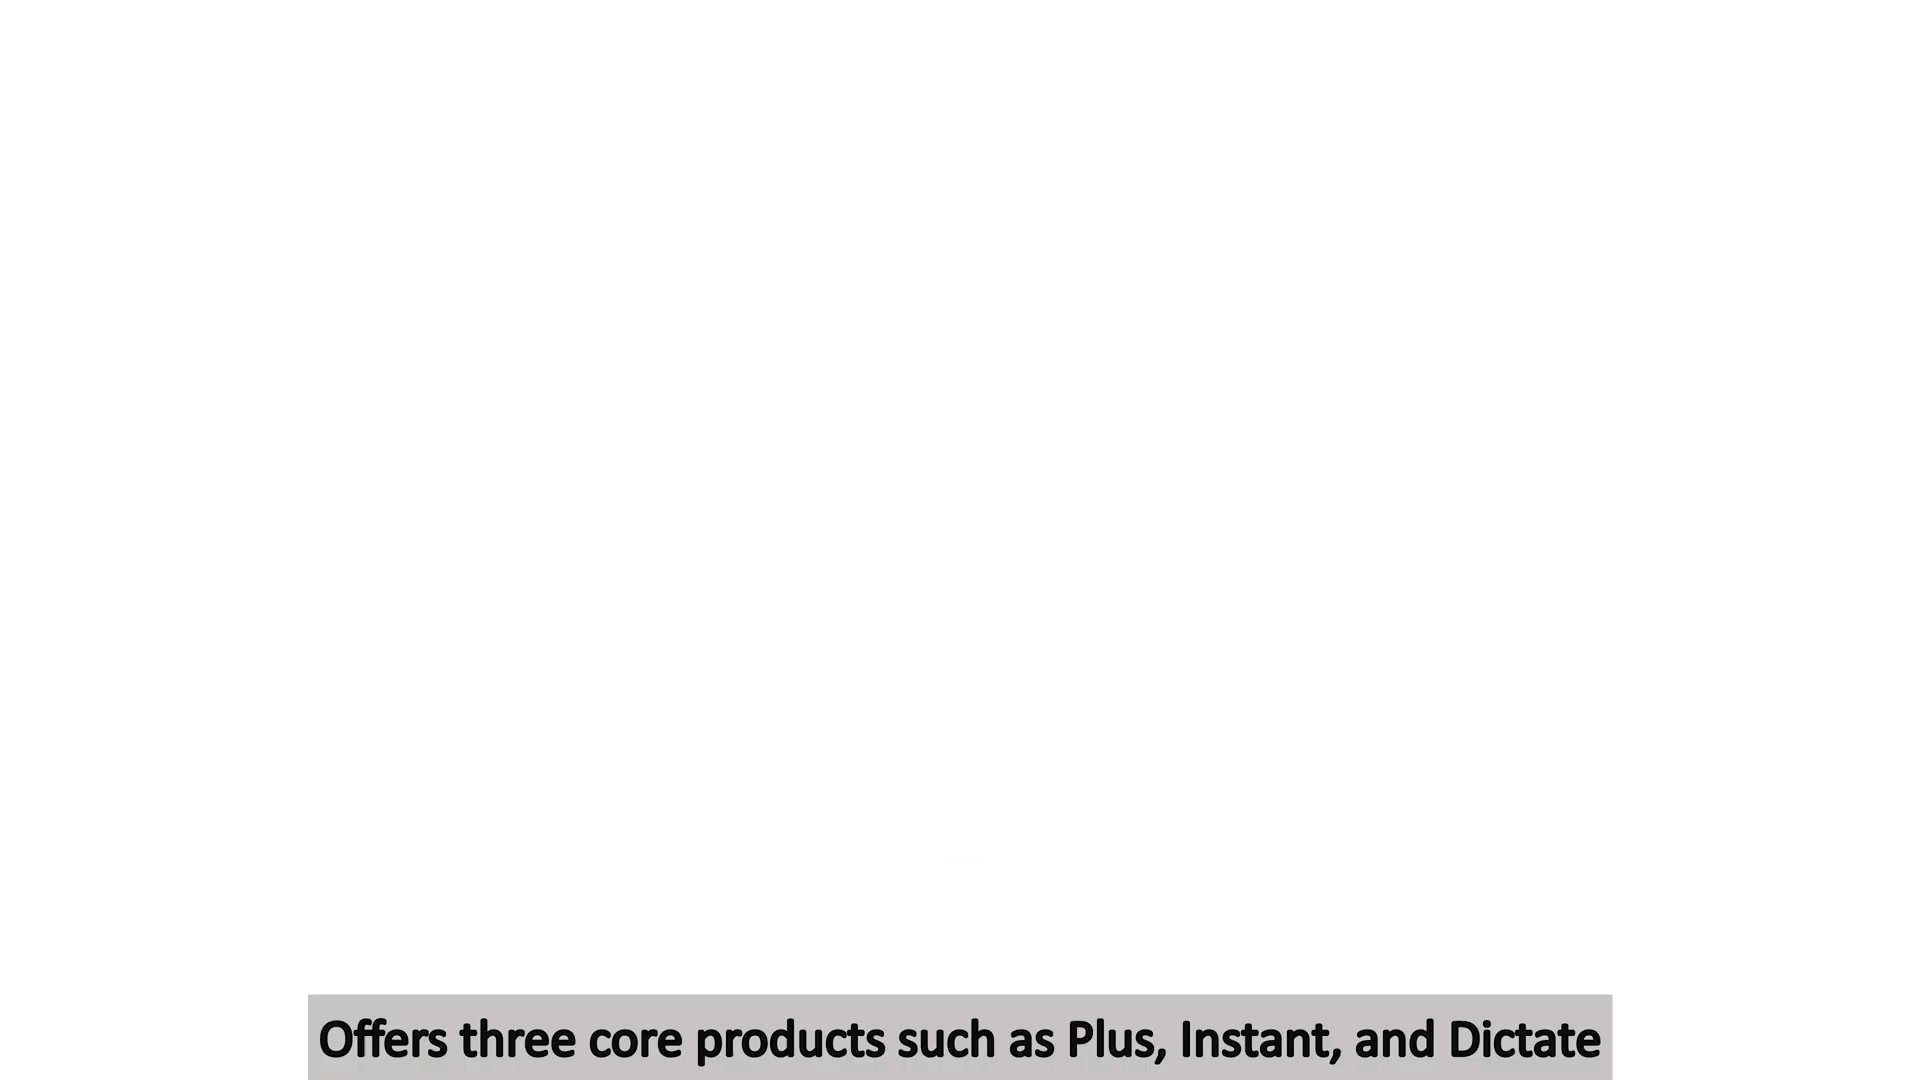 Offers three core products such as Plus, Instant, and Dictate